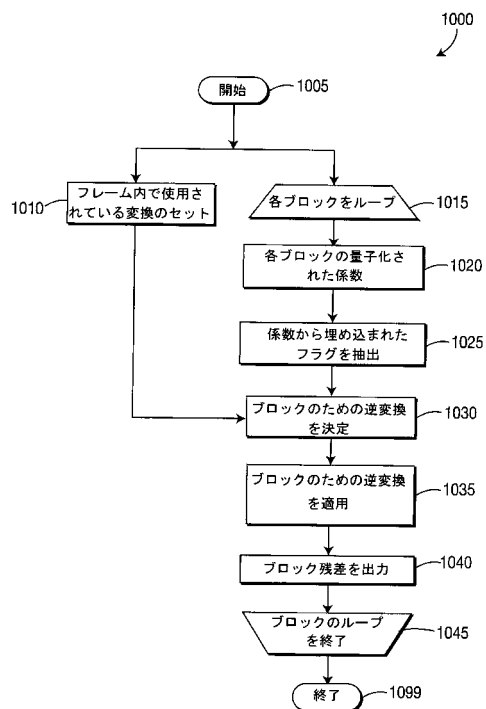 1000
開始
1005
フレーム内で使用さ
れている変換のセット
1010
各ブロックをループ
1015
各ブロックの量子化さ
れた係数
1020
係数から埋め込まれた
フラグを抽出
1025
ブロックのための逆変換
を決定
1030
ブロックのための逆変換
を適用
1035
ブロック残差を出力
1040
ブロックのループ
を終了
1045
終了
1099